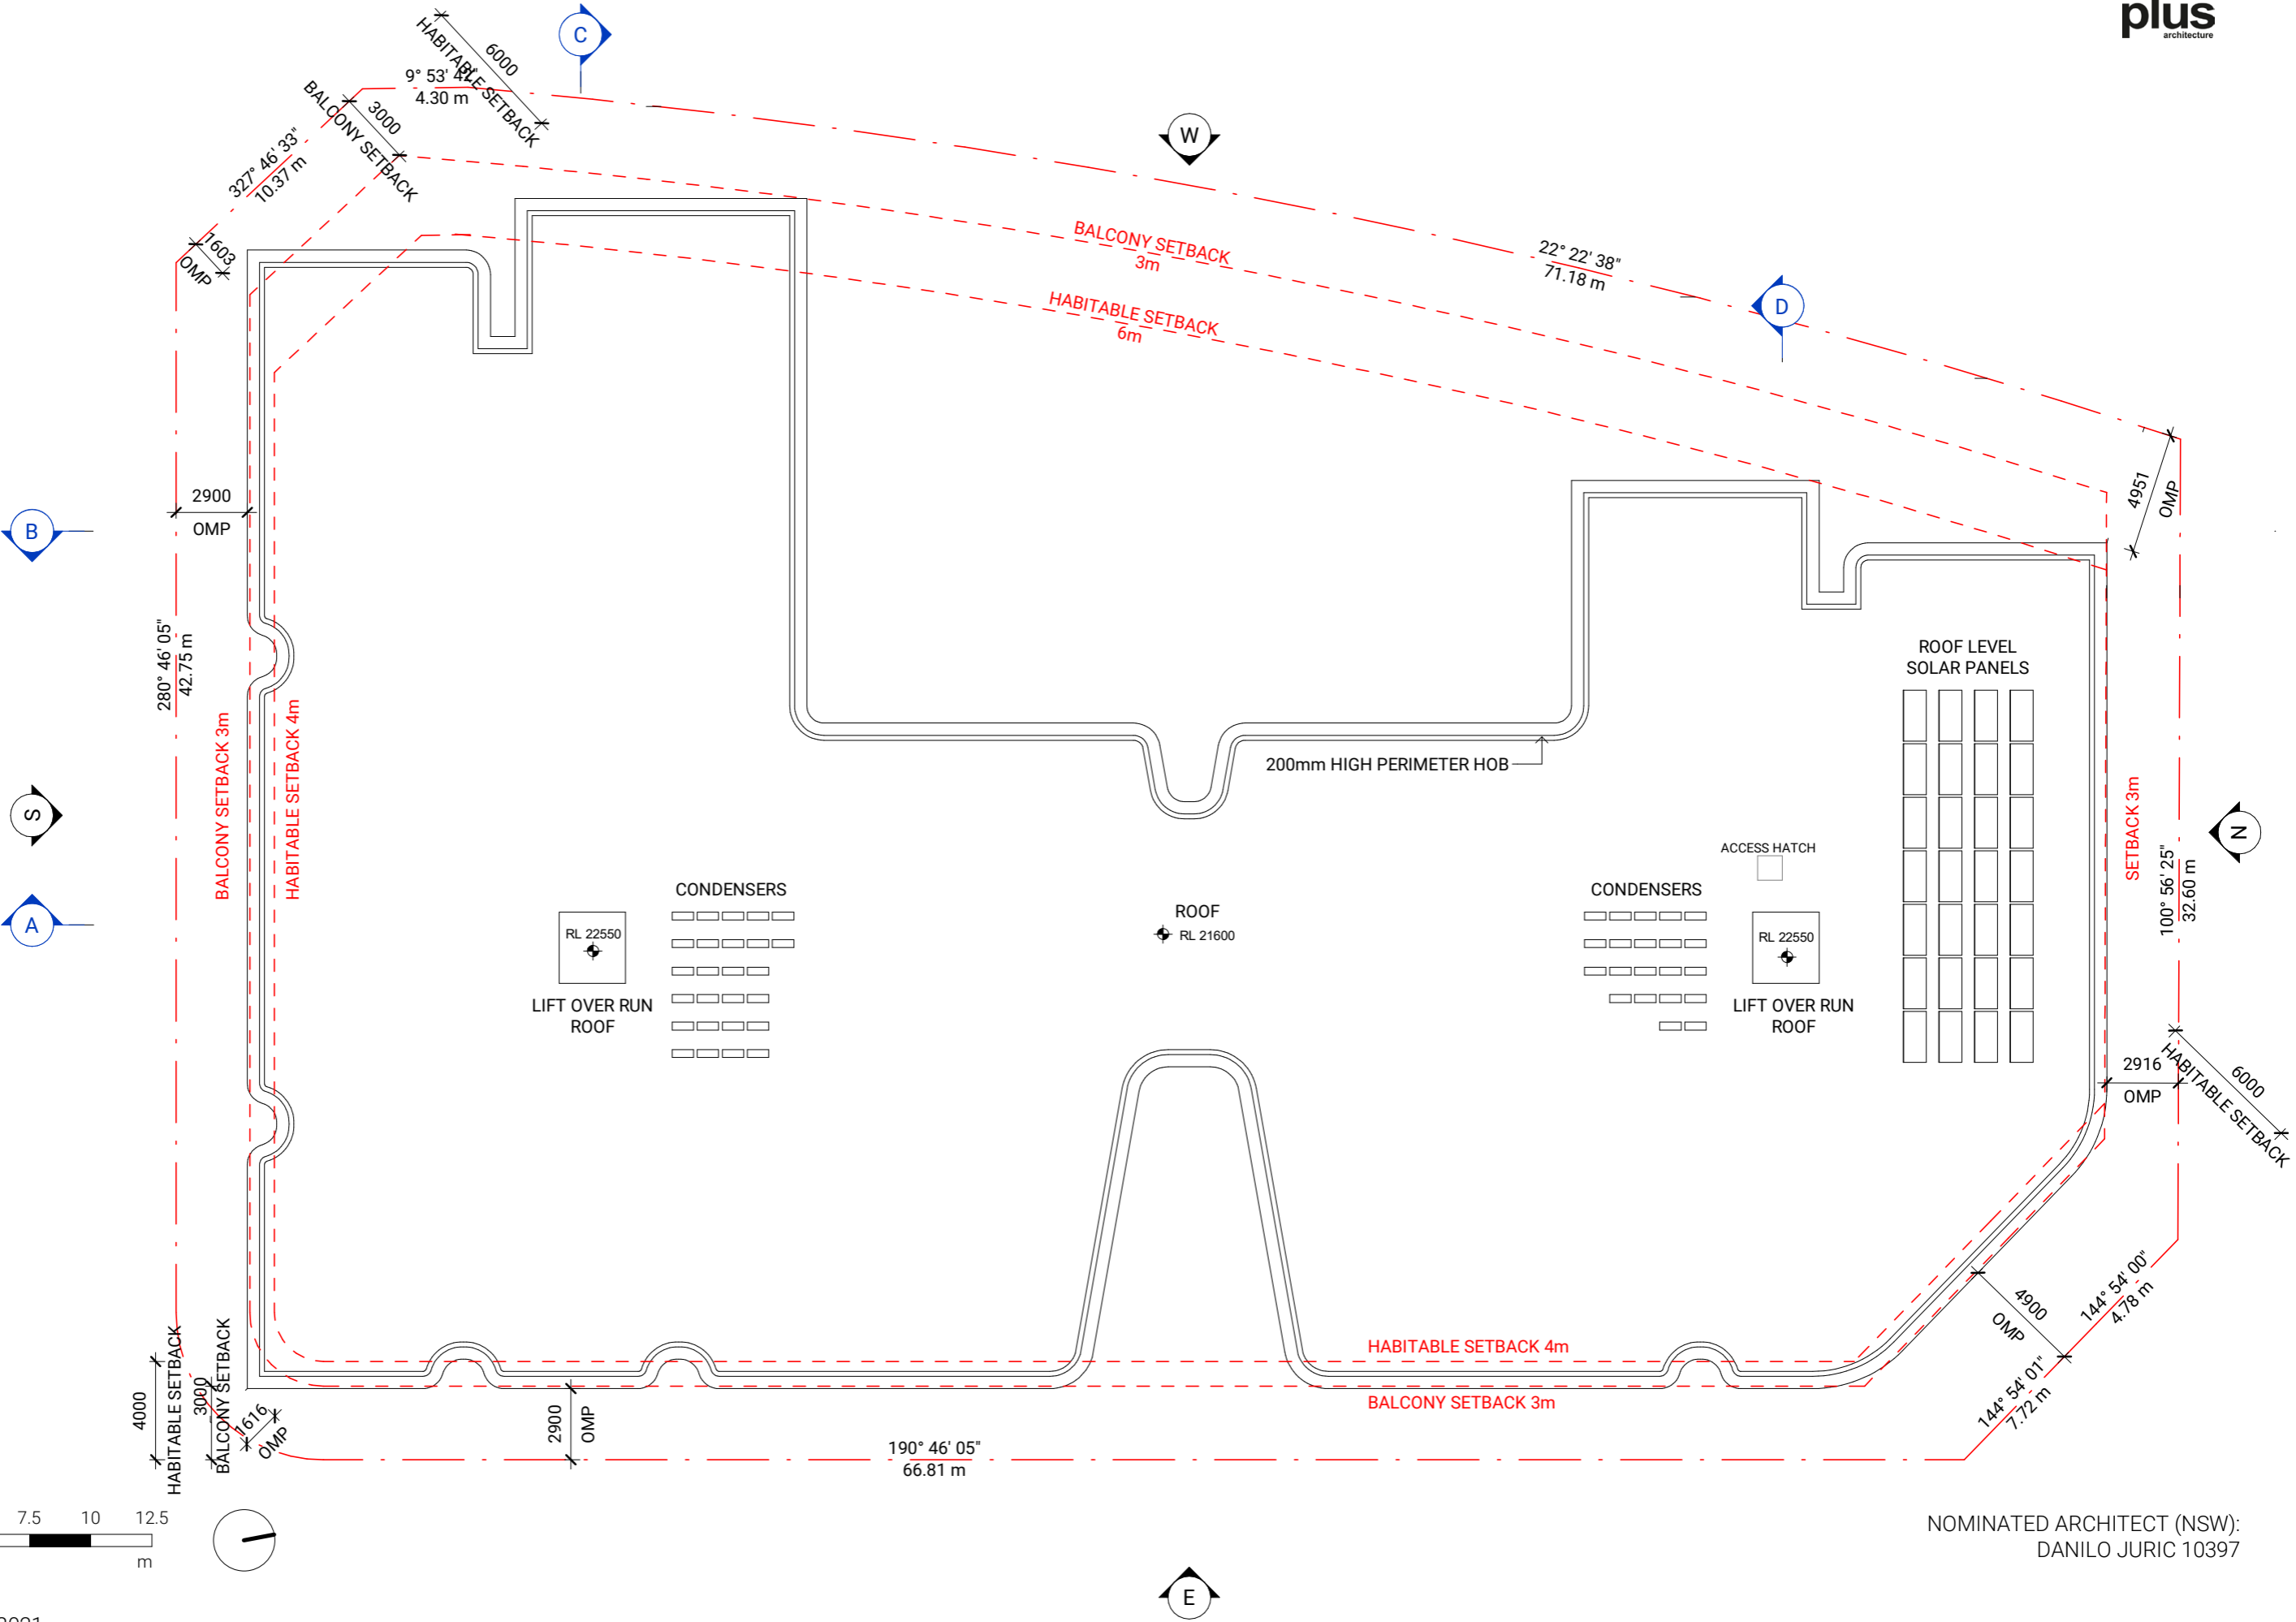 plus
architecture
C
6000
HABITABLE SETBACK
9° 53' 42"
4.30 m
3000
BALCONY SETBACK
327° 46' 33"
10.37 m
1603
OMP
W
BALCONY SETBACK
3m
HABITABLE SETBACK
6m
22° 22' 38"
71.18 m
D
4951
OMP
2900
OMP
B
280° 46' 05"
42.75 m
BALCONY SETBACK 3m
HABITABLE SETBACK 4m
ROOF LEVEL
SOLAR PANELS
200mm HIGH PERIMETER HOB
S
N
SETBACK 3m
100° 56' 25"
32.60 m
ACCESS HATCH
CONDENSERS
CONDENSERS
A
RL 22550
LIFT OVER RUN
ROOF
ROOF
RL 21600
RL 22550
LIFT OVER RUN
ROOF
2916
OMP
6000
HABITABLE SETBACK
4900
OMP
144° 54' 00"
4.78 m
144° 54' 01"
7.72 m
HABITABLE SETBACK 4m
BALCONY SETBACK 3m
4000
HABITABLE SETBACK
3000
BALCONY SETBACK
1616
OMP
2900
OMP
190° 46' 05"
66.81 m
7.5 10 12.5
m
NOMINATED ARCHITECT (NSW):
DANILO JURIC 10397
E